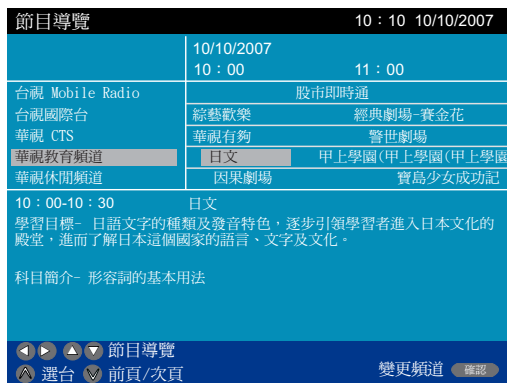 節目導覽 10：10 10/10/2007
10/10/2007
10：00 11：00
台視 Mobile Radio 股市即時通
台視國際台 綜藝歡樂 經典劇場-賽金花
華視 CTS 華視有夠 警世劇場
華視教育頻道 日文 甲上學園(甲上學園(甲上學園
華視休閒頻道 因果劇場 寶島少女成功記
10：00-10：30 日文
學習目標- 日語文字的種類及發音特色，逐步引領學習者進入日本文化的
殿堂，進而了解日本這個國家的語言、文字及文化。
科目簡介- 形容詞的基本用法
節目導覽
選台 前頁/次頁 變更頻道 確認